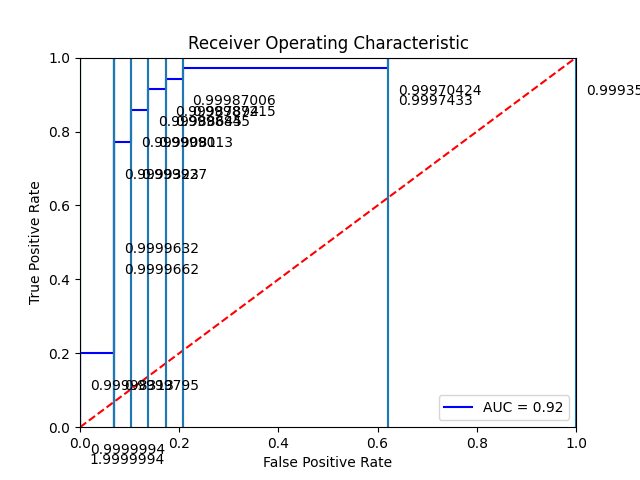 Receiver Operating Characteristic
1.0
0.8
0.6
0.4
0.2
0.0
True Positive Rate
0.99970424
0.9997433
0.99935
0.99987006
0.9999632
0.9999662
AUC = 0.92
0.0 0.2 0.4 0.6 0.8 1.0
0.9999994
1.9999994
False Positive Rate